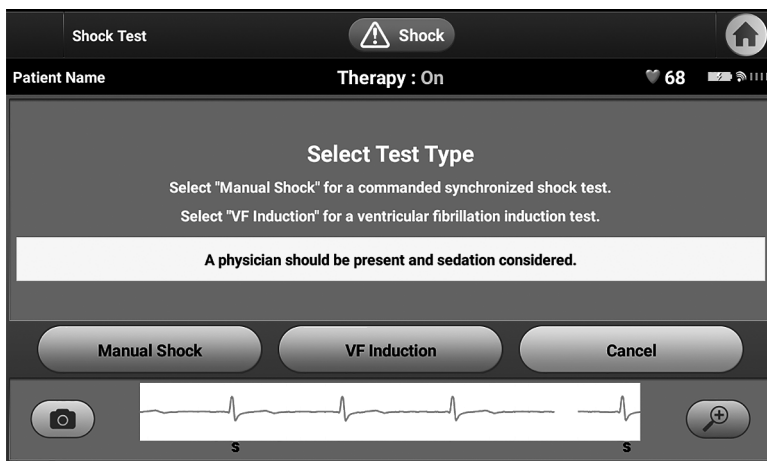 Shock Test
Shock
Patient Name
Therapy : On
68
Select Test Type
Select "Manual Shock" for a commanded synchronized shock test.
Select "VF Induction" for a ventricular fibrillation induction test.
A physician should be present and sedation considered.
Manual Shock
VF Induction
Cancel
S
S